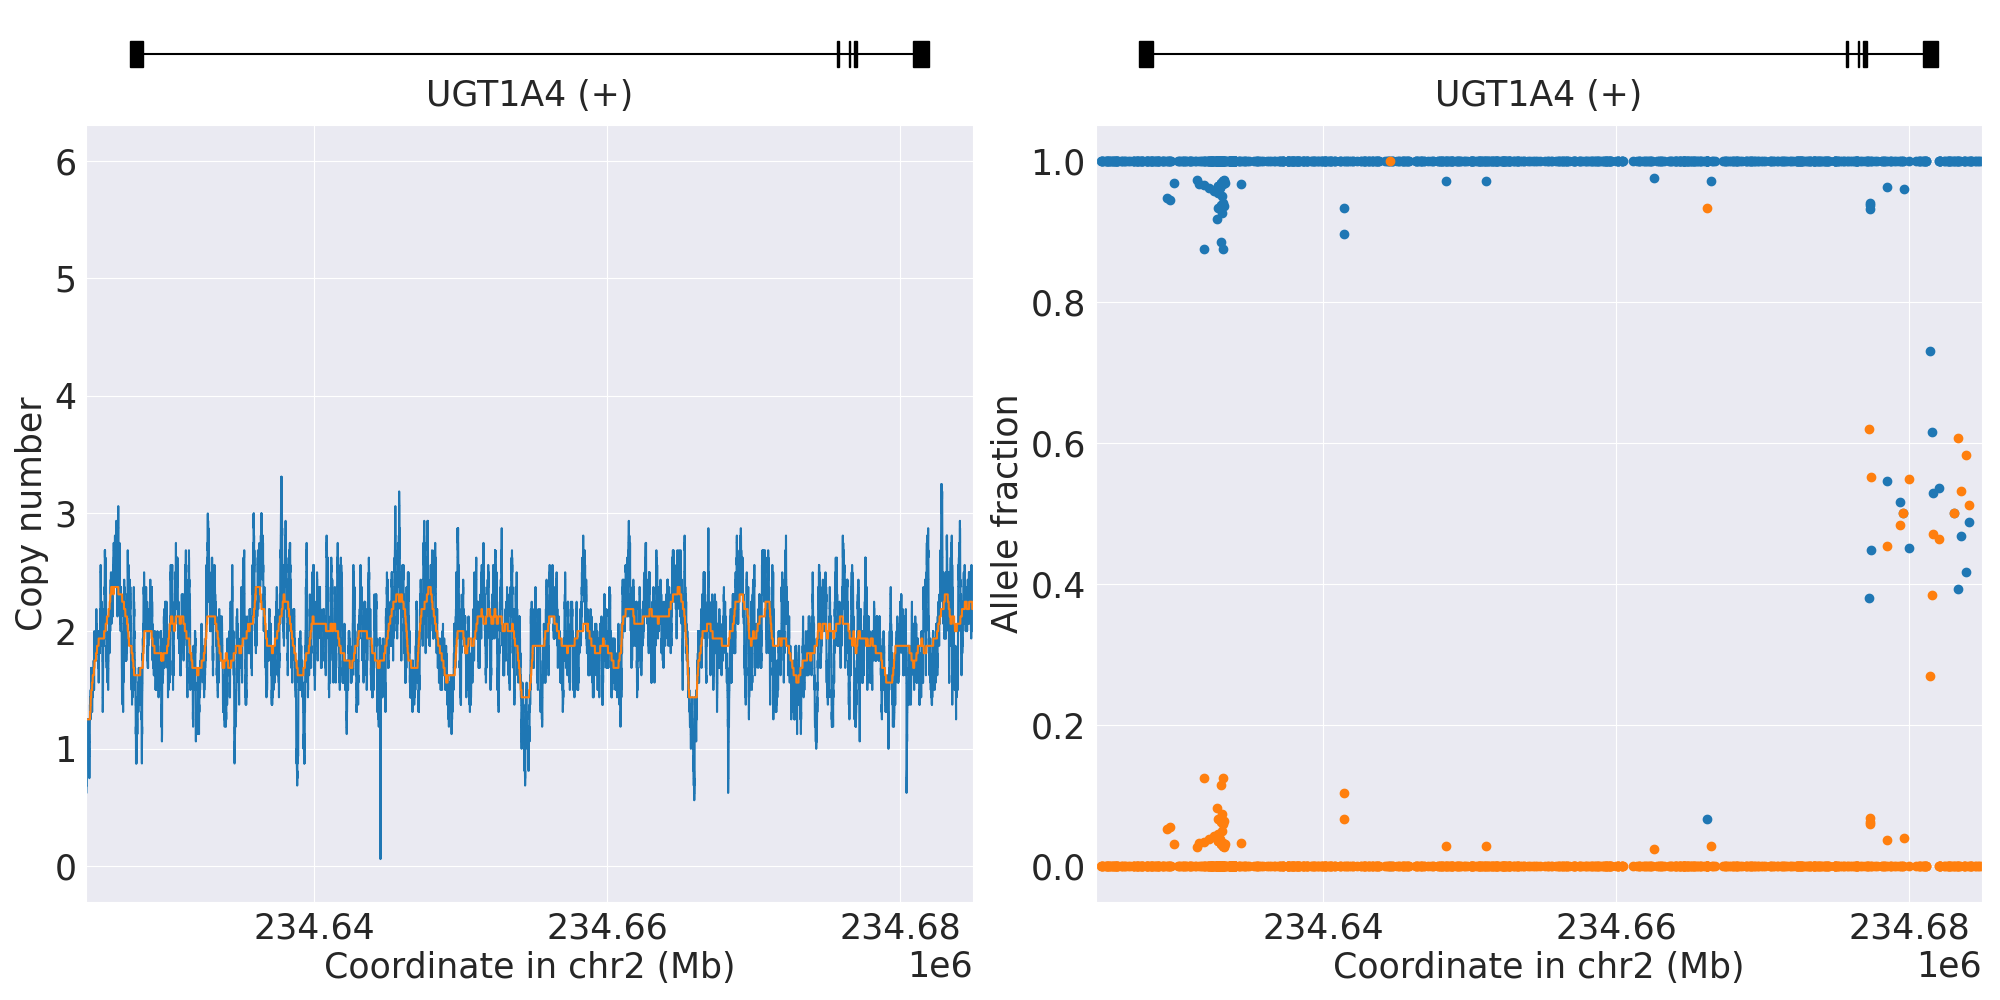 UGT1A4 (+)
Copy number
6
5
4
3
2
1
0
234.64
234.66
234.68
Coordinate in chr2 (Mb)
1e6
UGT1A4 (+)
Allele fraction
1.0
0.8
0.6
0.4
0.2
0.0
234.64
234.66
234.68
Coordinate in chr2 (Mb)
1e6